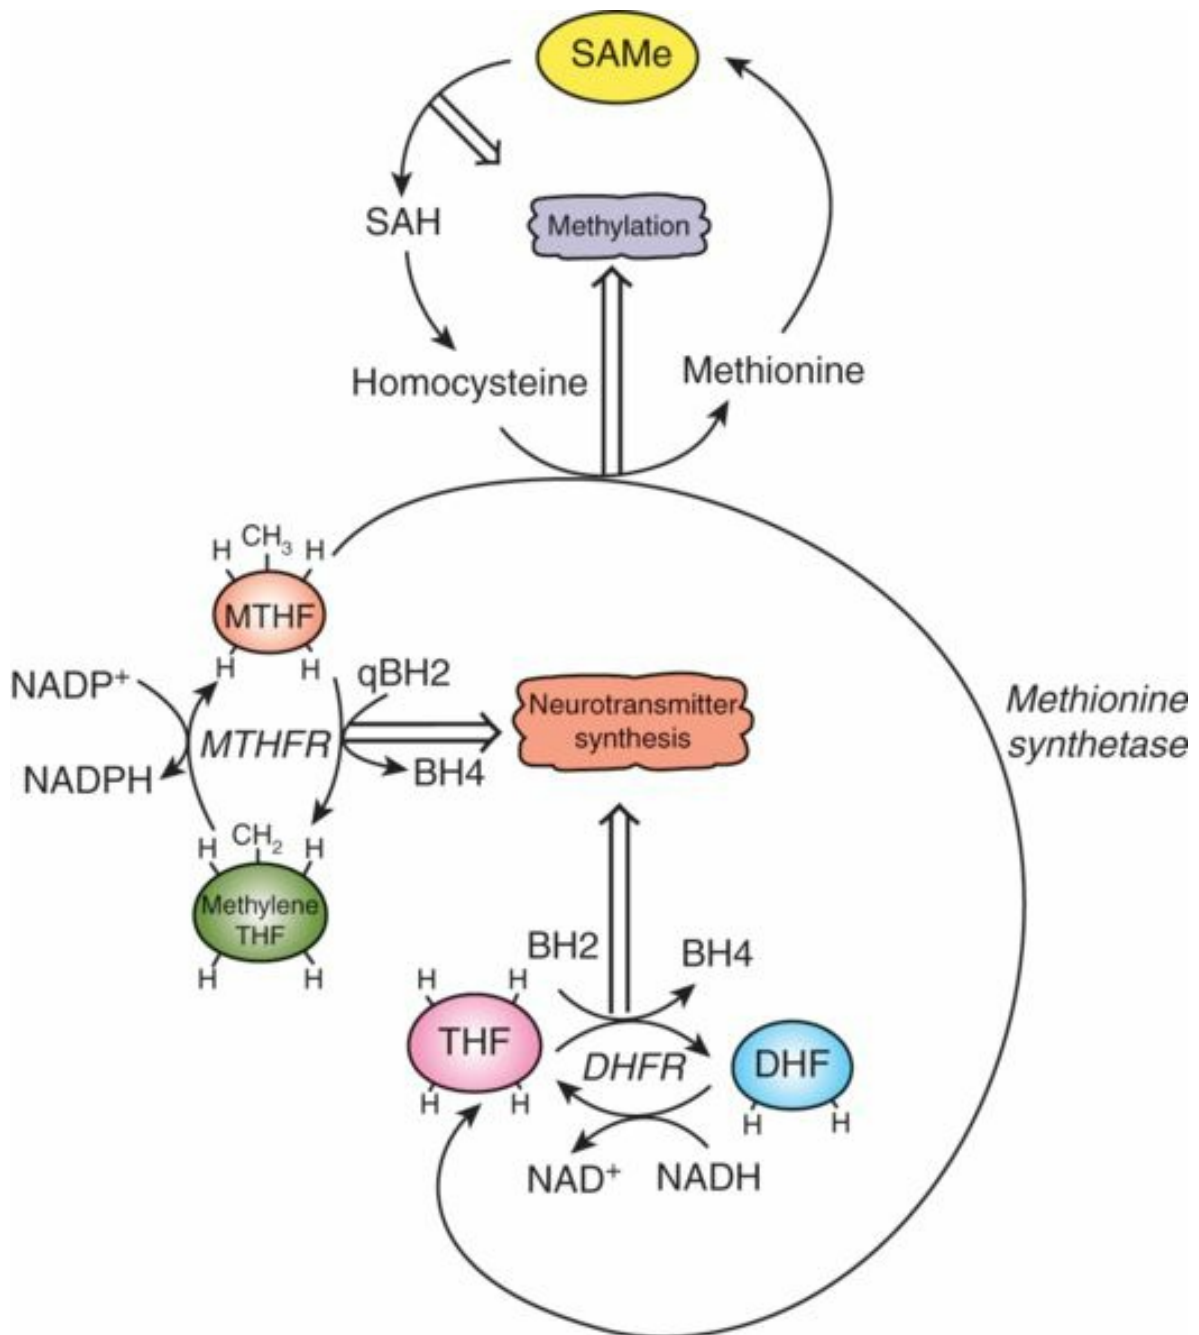 SAMe
SAH
Methylation
Homocysteine
Methionine
CH₃
H H
MTHF
H H
NADP⁺
qBH2
MTHFR
NADPH
BH4
Neurotransmitter
synthesis
Methionine
synthetase
CH₂
H H
Methylene
THF
H H
BH2
BH4
H H
THF
DHFR
DHF
H H
H H
NAD⁺
NADH